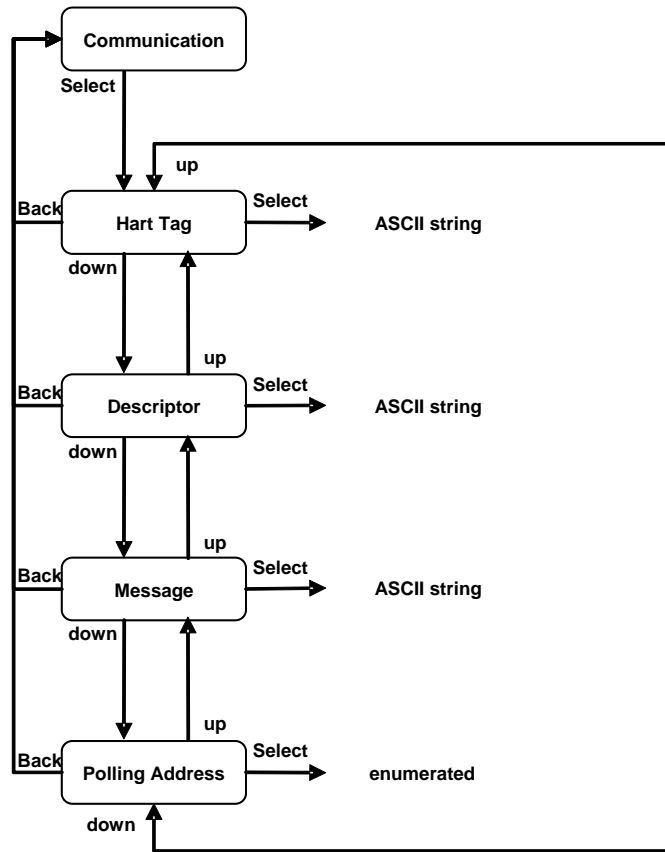 Communication
Select
up
Back
Select
Hart Tag
ASCII string
down
up
Back
Select
Descriptor
ASCII string
down
up
Back
Select
Message
ASCII string
down
up
Back
Select
Polling Address
enumerated
down